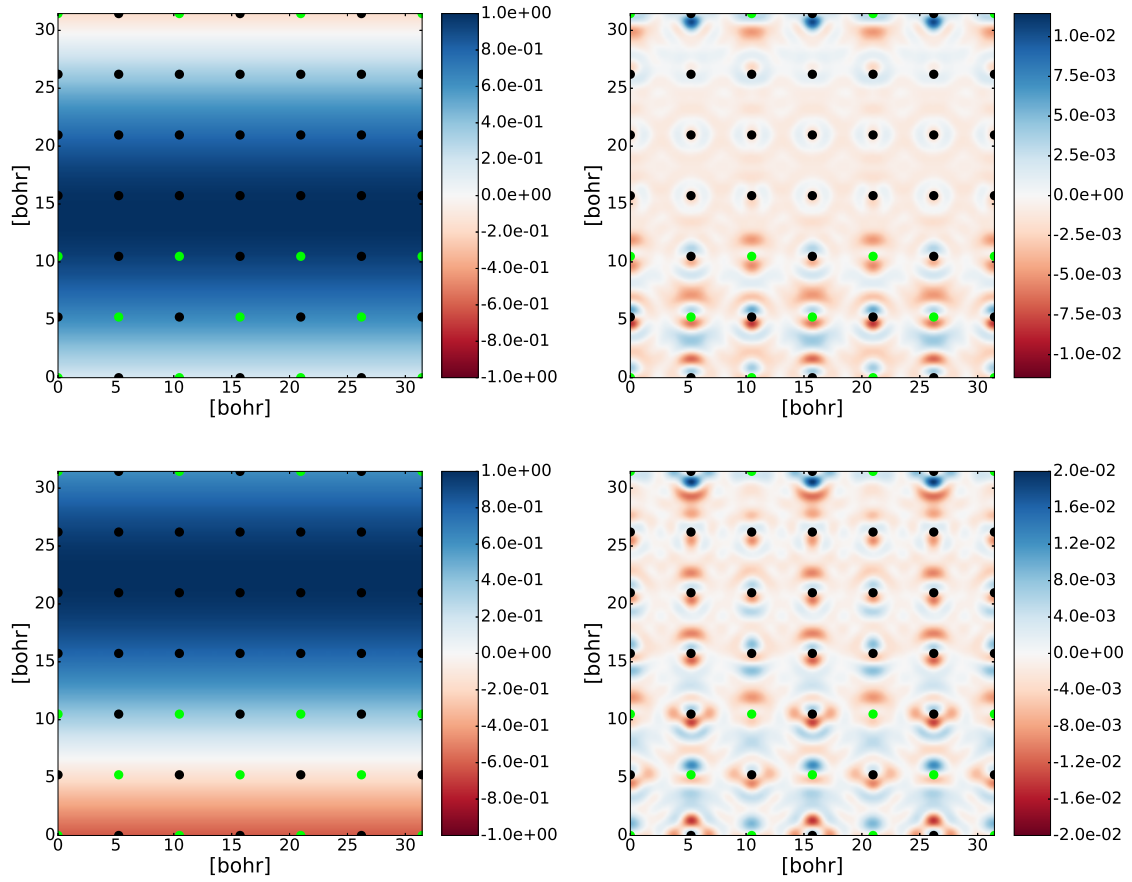 30
25
20
15
10
5
0
[bohr]
0 5 10 15 20 25 30
[bohr]
1.0e+00
8.0e-01
6.0e-01
4.0e-01
2.0e-01
0.0e+00
-2.0e-01
-4.0e-01
-6.0e-01
-8.0e-01
-1.0e+00
30
25
20
15
10
5
0
[bohr]
0 5 10 15 20 25 30
[bohr]
1.0e-02
7.5e-03
5.0e-03
2.5e-03
0.0e+00
-2.5e-03
-5.0e-03
-7.5e-03
-1.0e-02
30
25
20
15
10
5
0
[bohr]
0 5 10 15 20 25 30
[bohr]
1.0e+00
8.0e-01
6.0e-01
4.0e-01
2.0e-01
0.0e+00
-2.0e-01
-4.0e-01
-6.0e-01
-8.0e-01
-1.0e+00
30
25
20
15
10
5
0
[bohr]
0 5 10 15 20 25 30
[bohr]
2.0e-02
1.6e-02
1.2e-02
8.0e-03
4.0e-03
0.0e+00
-4.0e-03
-8.0e-03
-1.2e-02
-1.6e-02
-2.0e-02